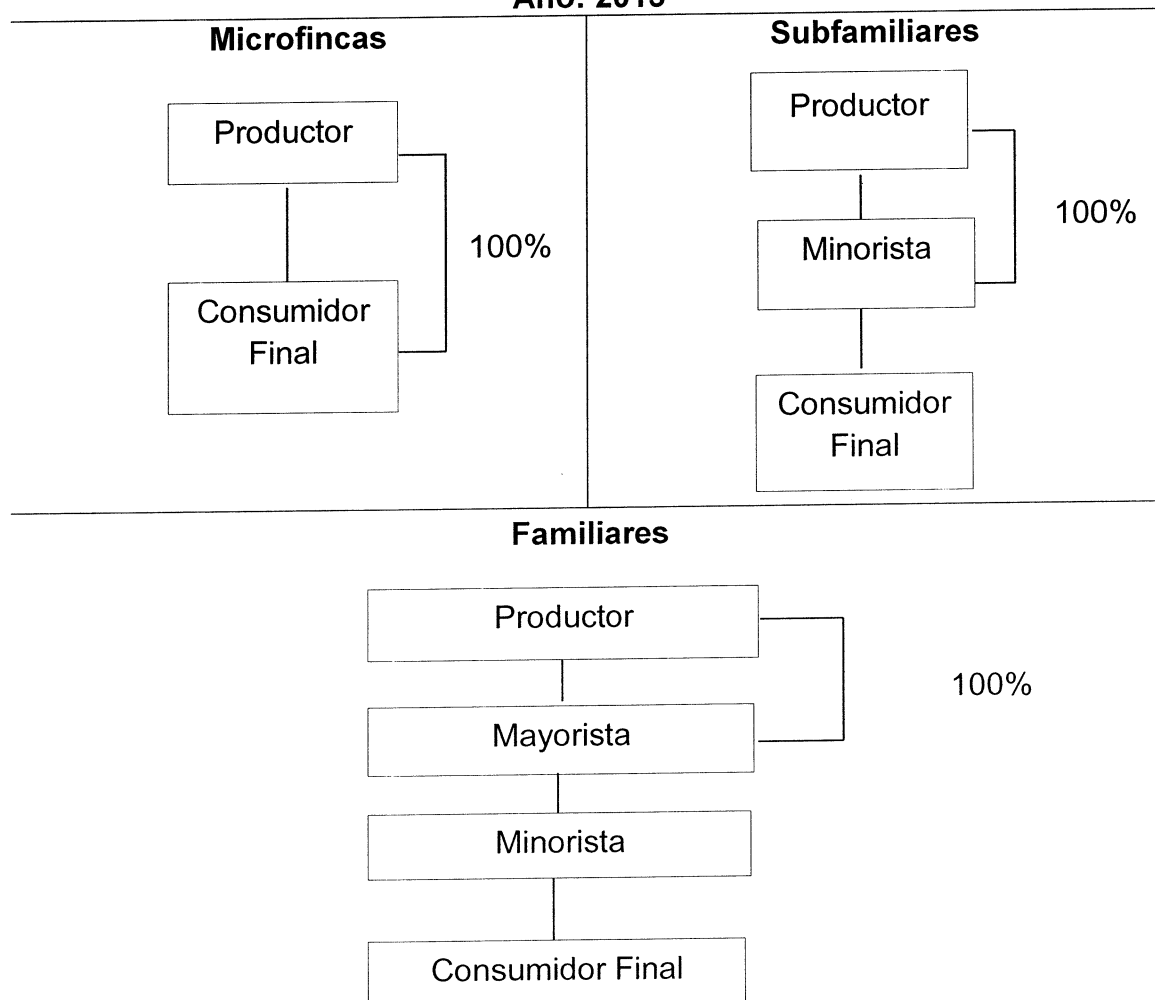 Microfincas
Productor
100%
Consumidor
Final
Subfamiliares
Productor
100%
Minorista
Consumidor
Final
Familiares
Productor
100%
Mayorista
Minorista
Consumidor Final